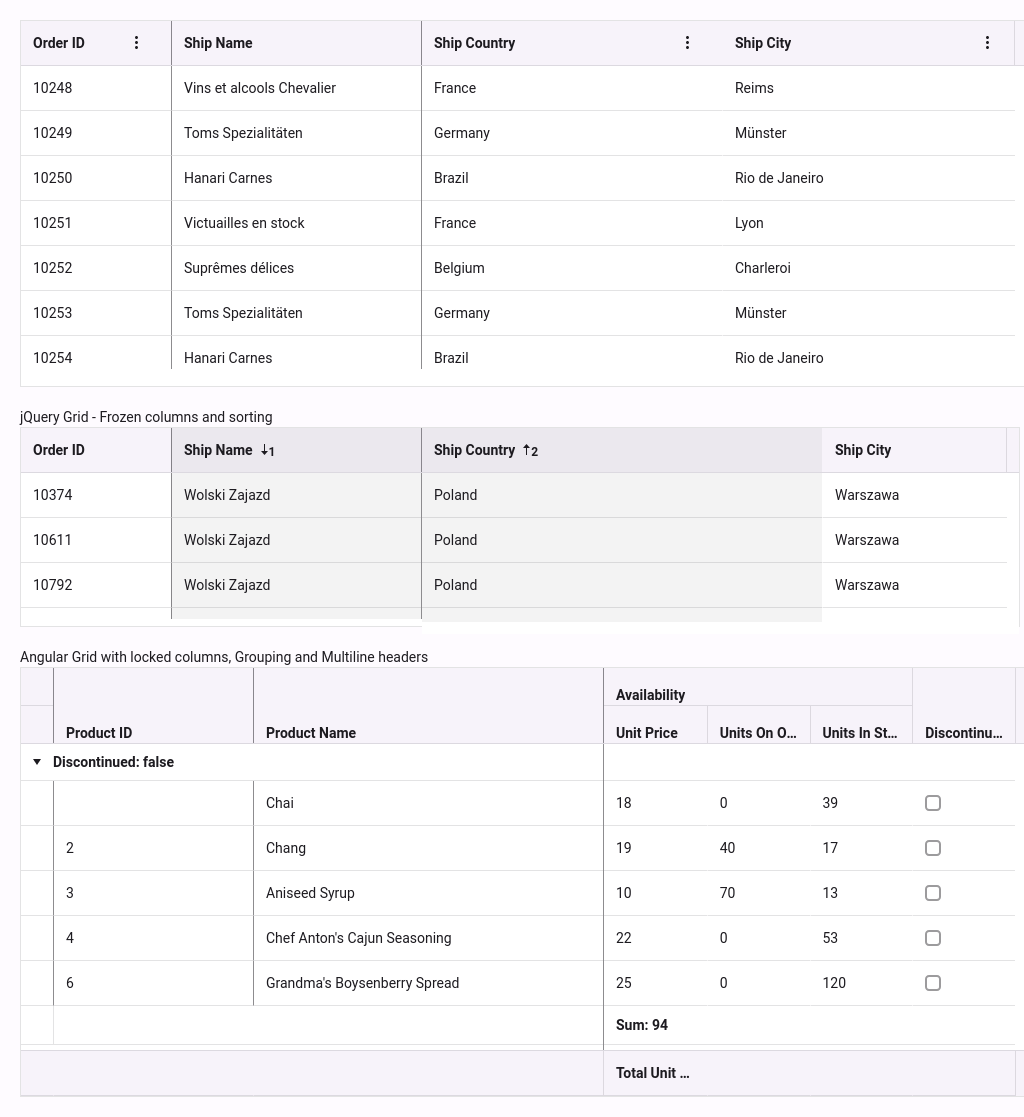 Order ID Ship Name Ship Country Ship City
10248 Vins et alcools Chevalier France Reims
10249 Toms Spezialitäten Germany Münster
10250 Hanari Carnes Brazil Rio de Janeiro
10251 Victuailles en stock France Lyon
10252 Suprêmes délices Belgium Charleroi
10253 Toms Spezialitäten Germany Münster
10254 Hanari Carnes Brazil Rio de Janeiro
jQuery Grid - Frozen columns and sorting
Order ID Ship Name ↓1 Ship Country ↑2 Ship City
10374 Wolski Zajazd Poland Warszawa
10611 Wolski Zajazd Poland Warszawa
10792 Wolski Zajazd Poland Warszawa
Angular Grid with locked columns, Grouping and Multiline headers
Availability
Product ID Product Name Unit Price Units On O... Units In St... Discontinu...
Discontinued: false
Chai 18 0 39
2 Chang 19 40 17
3 Aniseed Syrup 10 70 13
4 Chef Anton's Cajun Seasoning 22 0 53
6 Grandma's Boysenberry Spread 25 0 120
Sum: 94
Total Unit ...